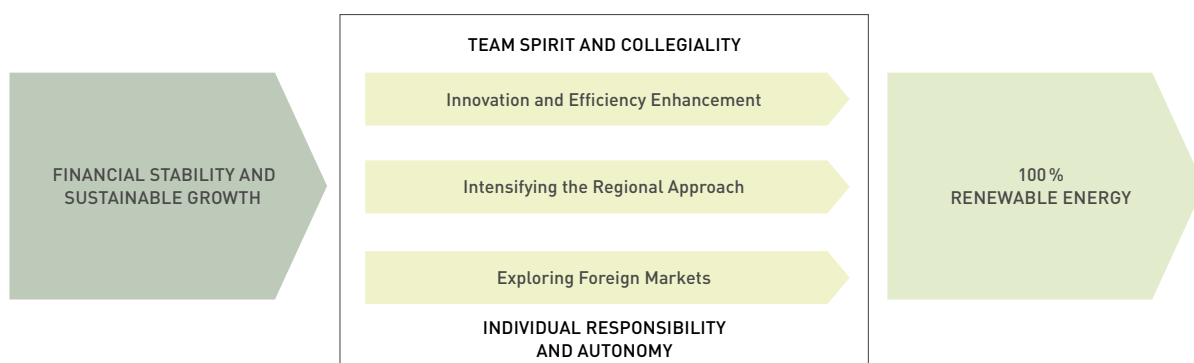 FINANCIAL STABILITY AND
SUSTAINABLE GROWTH
TEAM SPIRIT AND COLLEGIALITY
Innovation and Efficiency Enhancement
Intensifying the Regional Approach
Exploring Foreign Markets
INDIVIDUAL RESPONSIBILITY
AND AUTONOMY
100 %
RENEWABLE ENERGY